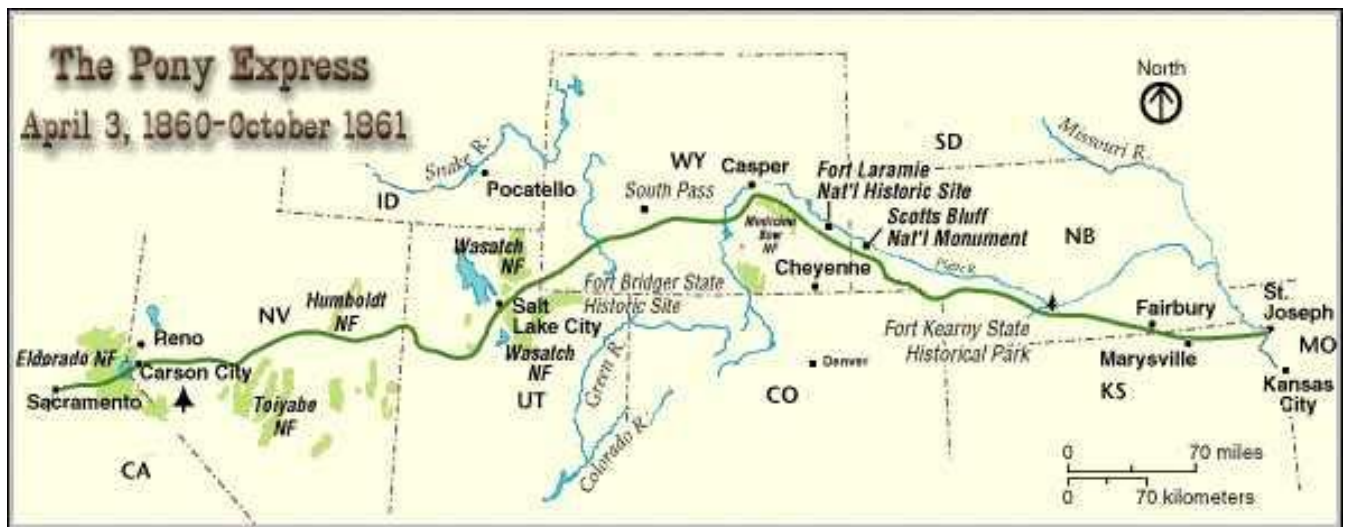 The Pony Express
April 3, 1860-October 1861
North
Missouri R.
SD
Snake R.
WY
Casper
Fort Laramie
Nat'l Historic Site
Pocatello
South Pass
ID
Scotts Bluff
Nat'l Monument
NB
Medicine
Bow
NF
Wasatch
NF
Cheyenne
Platte
Fort Bridger State
Historic Site
Humboldt
NF
NV
Salt
Lake City
Fairbury
St.
Joseph
Reno
Fort Kearny State
Historical Park
Marysville
MO
Eldorado NF
Carson City
Wasatch
NF
Green R.
Denver
Kansas
City
Sacramento
Toiyabe
NF
UT
CO
KS
Colorado R.
CA
0 70 miles
0 70 kilometers